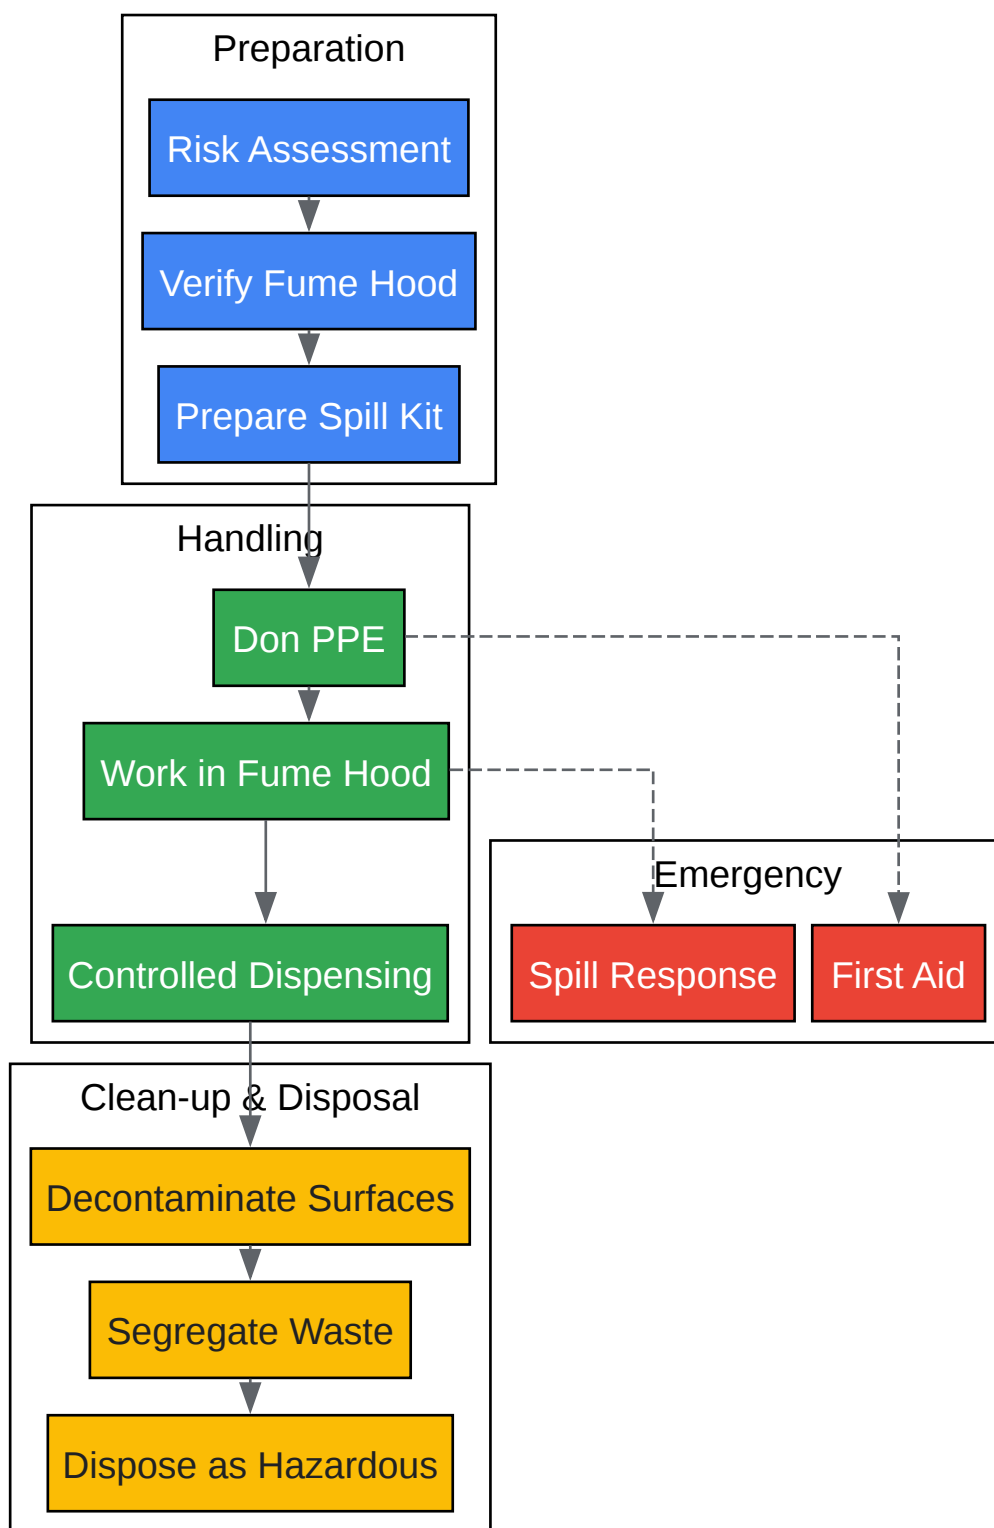 Preparation
Risk Assessment
Verify Fume Hood
Prepare Spill Kit
Handling
Don PPE
Work in Fume Hood
Controlled Dispensing
Emergency
Spill Response
First Aid
Clean-up & Disposal
Decontaminate Surfaces
Segregate Waste
Dispose as Hazardous